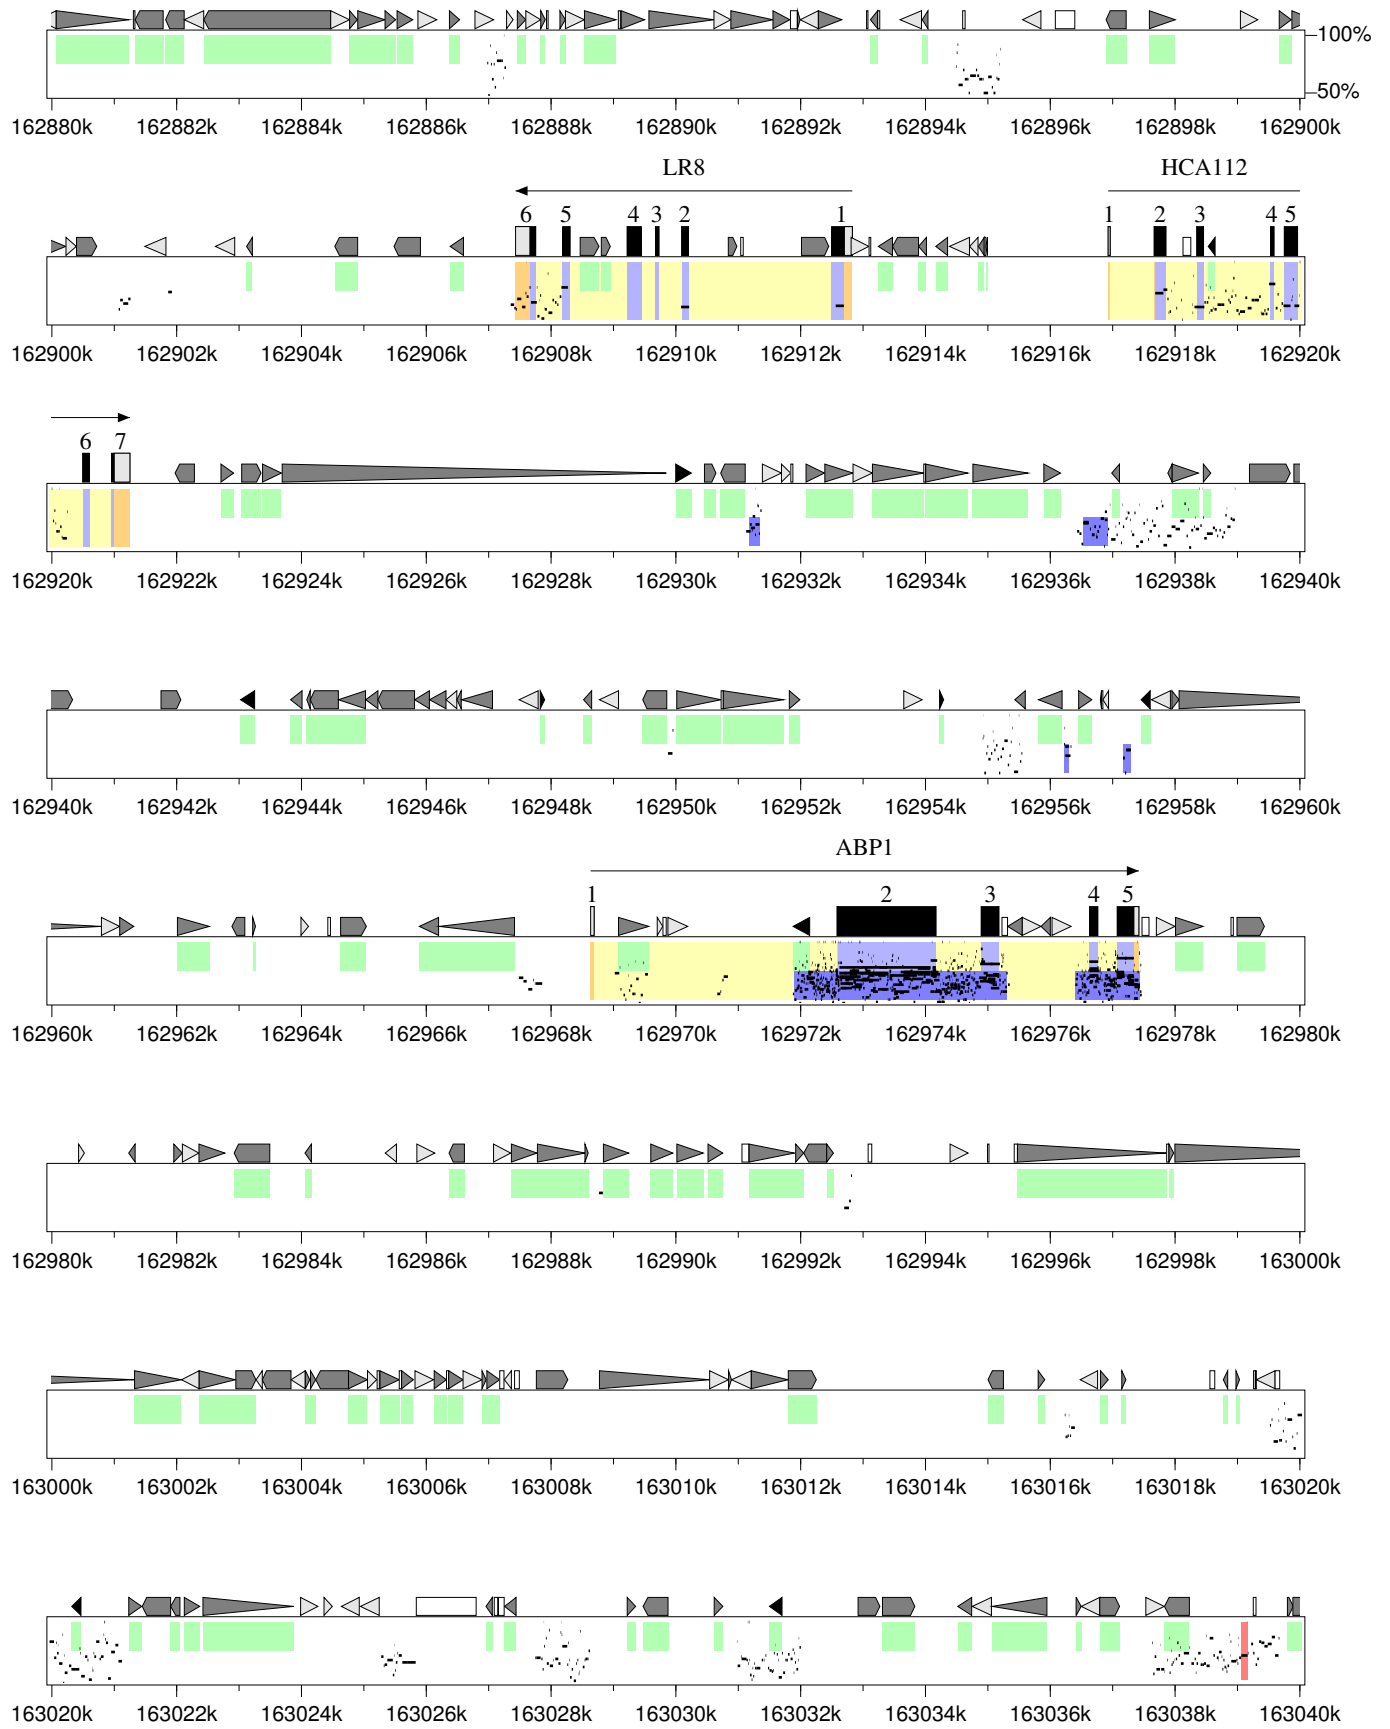 100%
50%
162880k 162882k 162884k 162886k 162888k 162890k 162892k 162894k 162896k 162898k 162900k
LR8 HCA112
6 5 4 3 2 1 1 2 3 4 5
162900k 162902k 162904k 162906k 162908k 162910k 162912k 162914k 162916k 162918k 162920k
6 7
162920k 162922k 162924k 162926k 162928k 162930k 162932k 162934k 162936k 162938k 162940k
162940k 162942k 162944k 162946k 162948k 162950k 162952k 162954k 162956k 162958k 162960k
ABP1
1 2 3 4 5
162960k 162962k 162964k 162966k 162968k 162970k 162972k 162974k 162976k 162978k 162980k
162980k 162982k 162984k 162986k 162988k 162990k 162992k 162994k 162996k 162998k 163000k
163000k 163002k 163004k 163006k 163008k 163010k 163012k 163014k 163016k 163018k 163020k
163020k 163022k 163024k 163026k 163028k 163030k 163032k 163034k 163036k 163038k 163040k